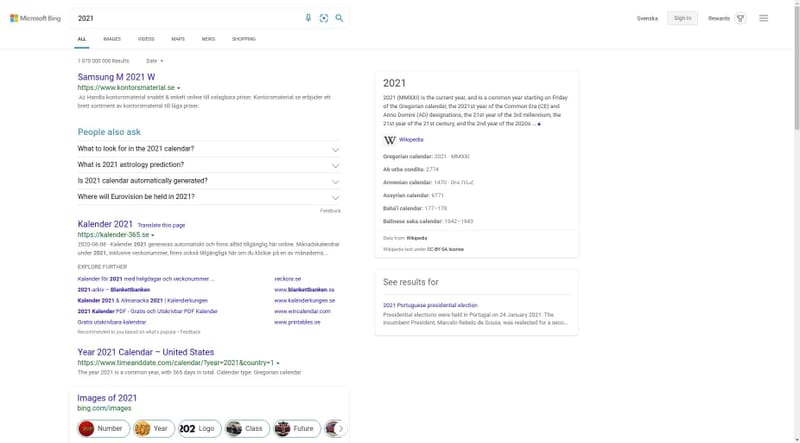 Microsoft Bing
2021
Svenska
Sign in
Rewards
ALL
IMAGES
VIDEOS
MAPS
NEWS
SHOPPING
1 070 000 000 Results
Date
Samsung M 2021 W
https://www.kontorsmaterial.se
Ad Handla kontorsmaterial snabbt & enkelt online till oslagbara priser. Kontorsmaterial.se erbjuder ett
brett sortiment av kontorsmaterial till låga priser.
People also ask
What to look for in the 2021 calendar?
What is 2021 astrology prediction?
Is 2021 calendar automatically generated?
Where will Eurovision be held in 2021?
Feedback
Kalender 2021 Translate this page
https://kalender-365.se
2020-06-08 · Kalender 2021 genereras automatiskt och finns alltid tillgänglig här online. Månadskalendrar
under 2021, inklusive veckonummer, finns också tillgängliga här om du klickar på en av månaderna...
EXPLORE FURTHER
Kalender för 2021 med helgdagar och veckonummer ... veckonr.se
2021-arkiv – Blankettbanken www.blankettbanken.se
Kalender 2021 & Almanacka 2021 | Kalenderkungen www.kalenderkungen.se
2021 Kalender PDF - Gratis och Utskrivbar PDF Kalender www.wincalendar.com
Gratis utskrivbara kalendrar www.printables.se
Recommended to you based on what's popular • Feedback
Year 2021 Calendar – United States
https://www.timeanddate.com/calendar/?year=2021&country=1
The year 2021 is a common year, with 365 days in total. Calendar type: Gregorian calendar
Images of 2021
bing.com/images
Number
Year
Logo
Class
Future
2021
2021 (MMXXI) is the current year, and is a common year starting on Friday
of the Gregorian calendar, the 2021st year of the Common Era (CE) and
Anno Domini (AD) designations, the 21st year of the 3rd millennium, the
21st year of the 21st century, and the 2nd year of the 2020s ...
W Wikipedia
Gregorian calendar: 2021 · MMXXI
Ab urbe condita: 2774
Armenian calendar: 1470 · ԹՎ ՌՆՀ
Assyrian calendar: 6771
Bahá'í calendar: 177–178
Balinese saka calendar: 1942–1943
Data from: Wikipedia
Wikipedia text under CC-BY-SA license
See results for
2021 Portuguese presidential election
Presidential elections were held in Portugal on 24 January 2021. The
incumbent President, Marcelo Rebelo de Sousa, was reelected for a seco...